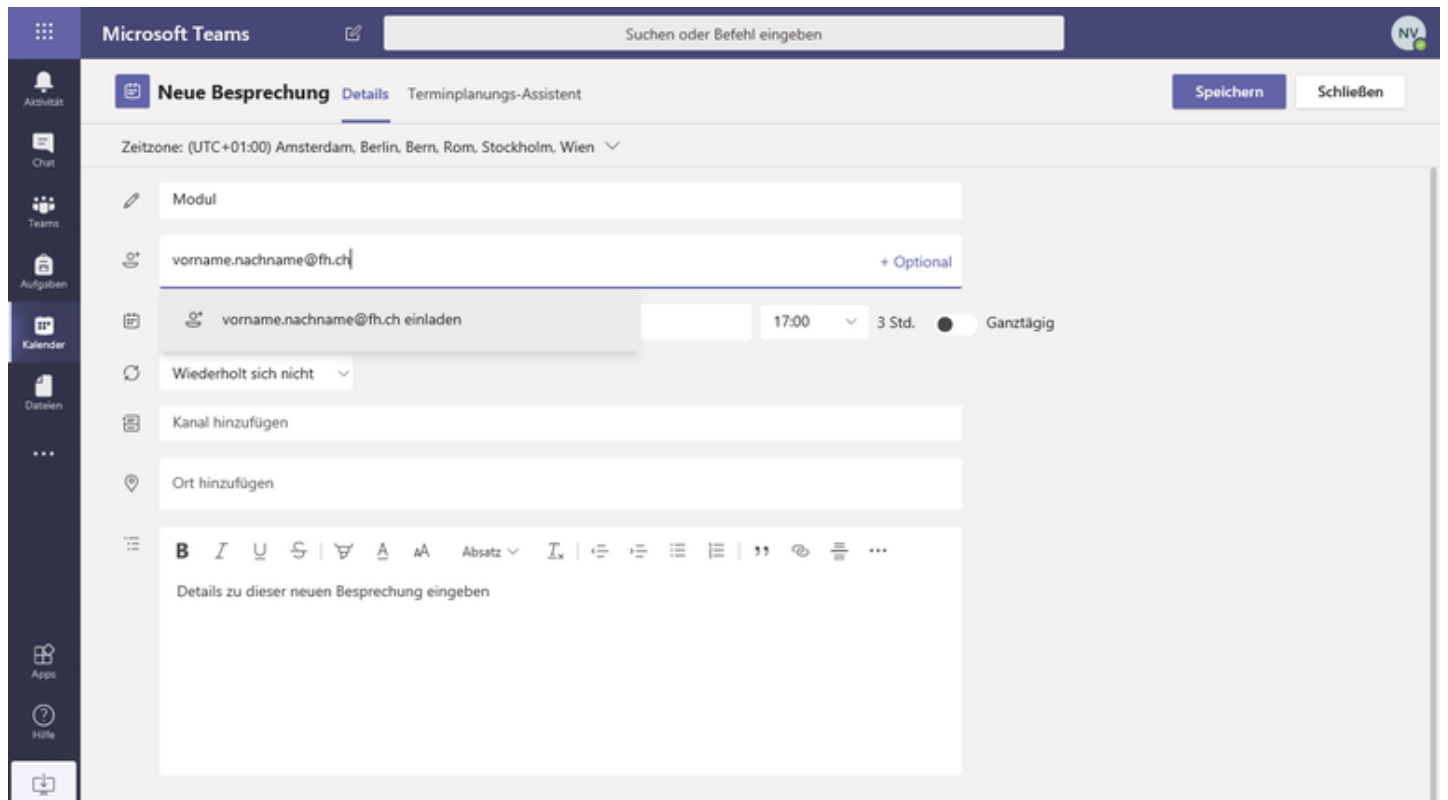 Microsoft Teams
Suchen oder Befehl eingeben
NV
Aktivität
Chat
Teams
Aufgaben
Kalender
Dateien
Apps
Hilfe
Neue Besprechung Details Terminplanungs-Assistent
Speichern Schließen
Zeitzone: (UTC+01:00) Amsterdam, Berlin, Bern, Rom, Stockholm, Wien
Modul
vorname.nachname@fh.ch + Optional
vorname.nachname@fh.ch einladen
17:00 3 Std. Ganztägig
Wiederholt sich nicht
Kanal hinzufügen
Ort hinzufügen
B I U S A AA Absatz Ix
Details zu dieser neuen Besprechung eingeben